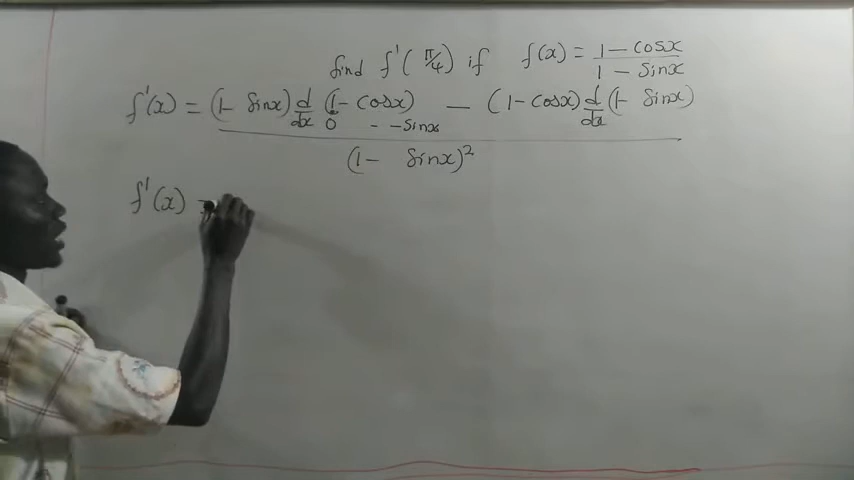 find f'(π/4) if f(x) = (1 - cosx)/(1 - sinx)
f'(x) = (1- sinx) d/dx (1- cosx) - (1-cosx) d/dx (1- sinx)
0 - -sinx
(1- sinx)²
f'(x) =